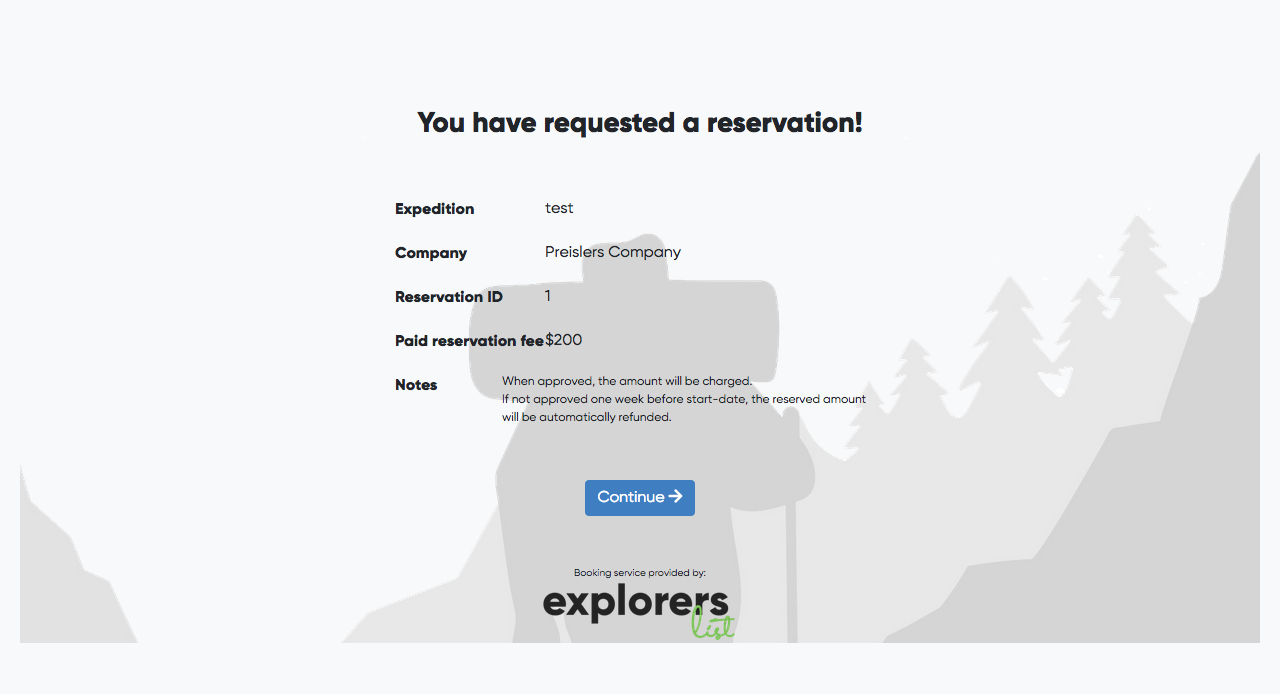 You have requested a reservation!
Expedition test
Company Preislers Company
Reservation ID 1
Paid reservation fee $200
Notes When approved, the amount will be charged.
If not approved one week before start-date, the reserved amount
will be automatically refunded.
Continue →
Booking service provided by:
explorers
list